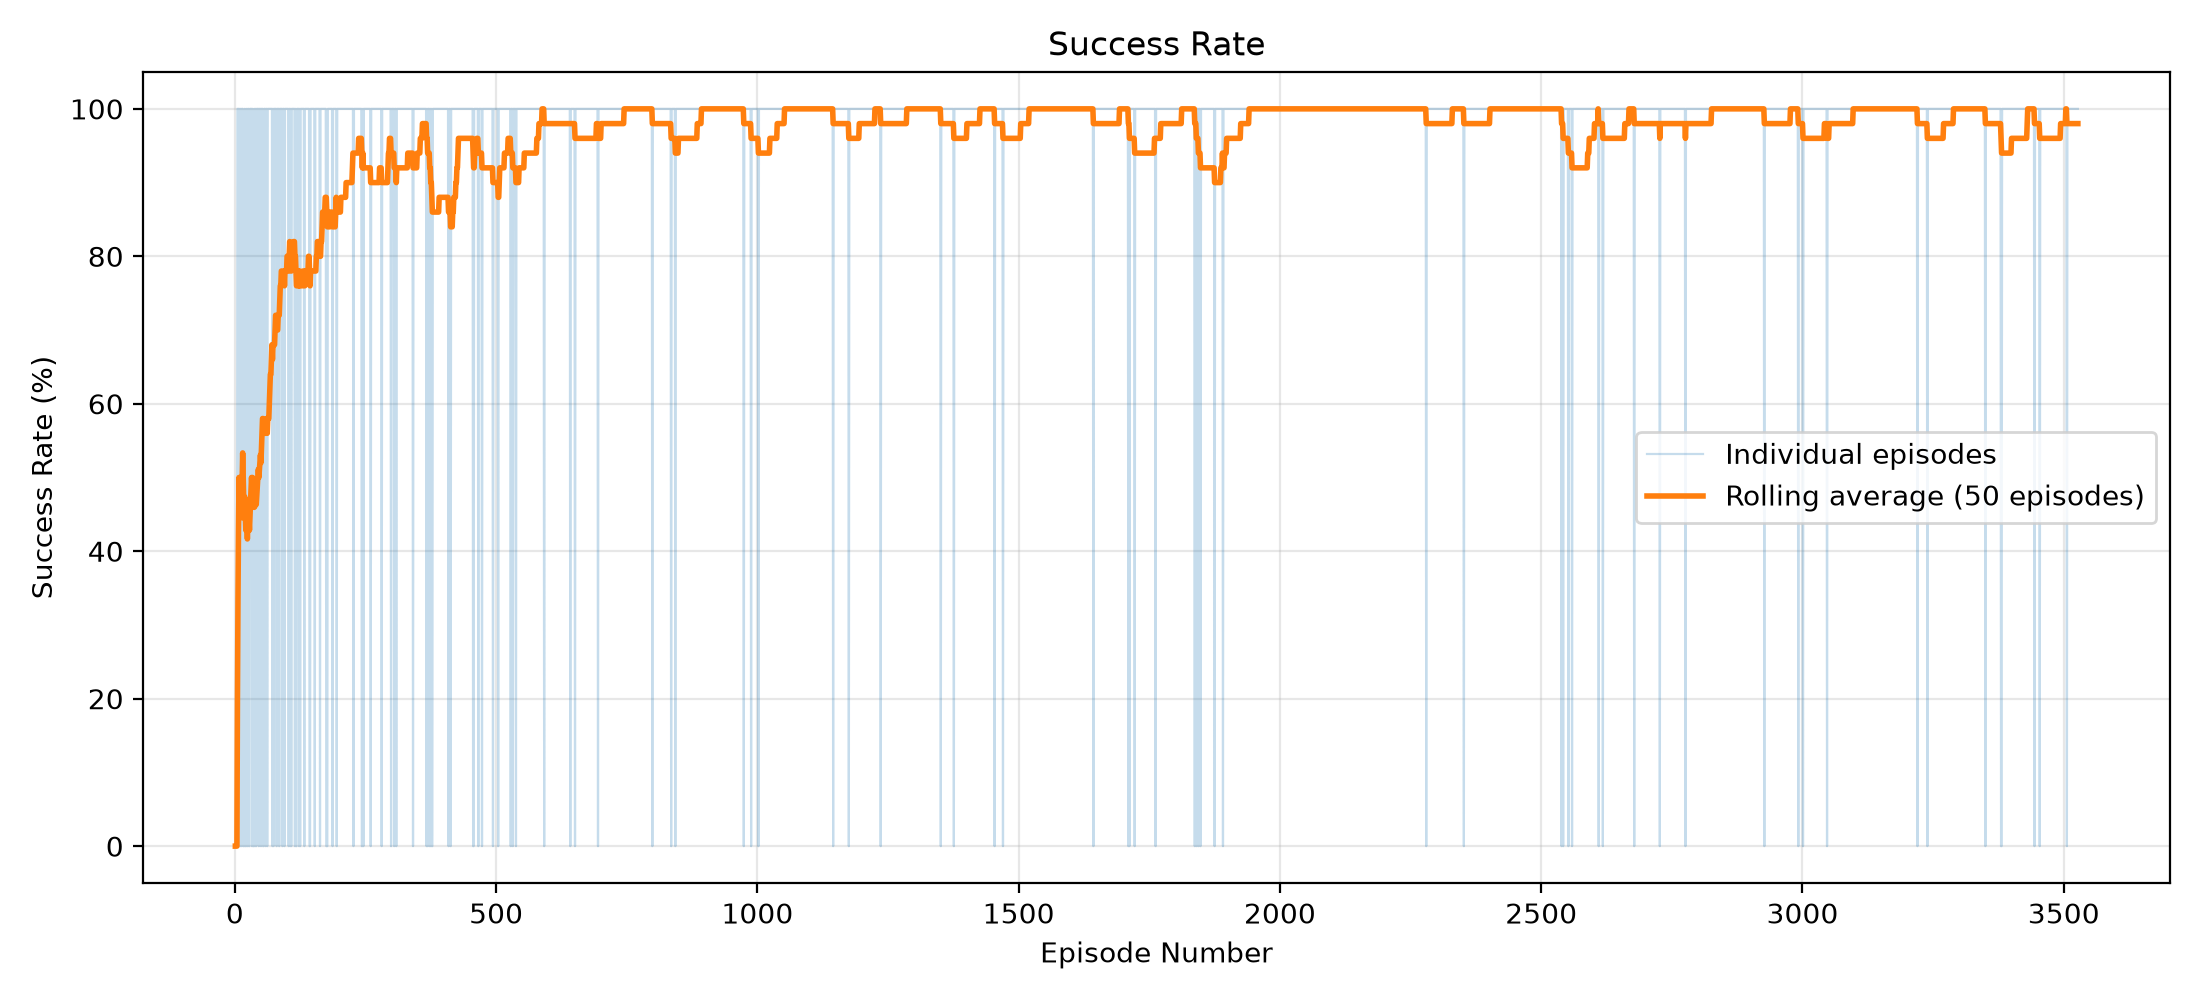 Success Rate
Success Rate (%)
100
80
60
40
20
0
Individual episodes
Rolling average (50 episodes)
0 500 1000 1500 2000 2500 3000 3500
Episode Number